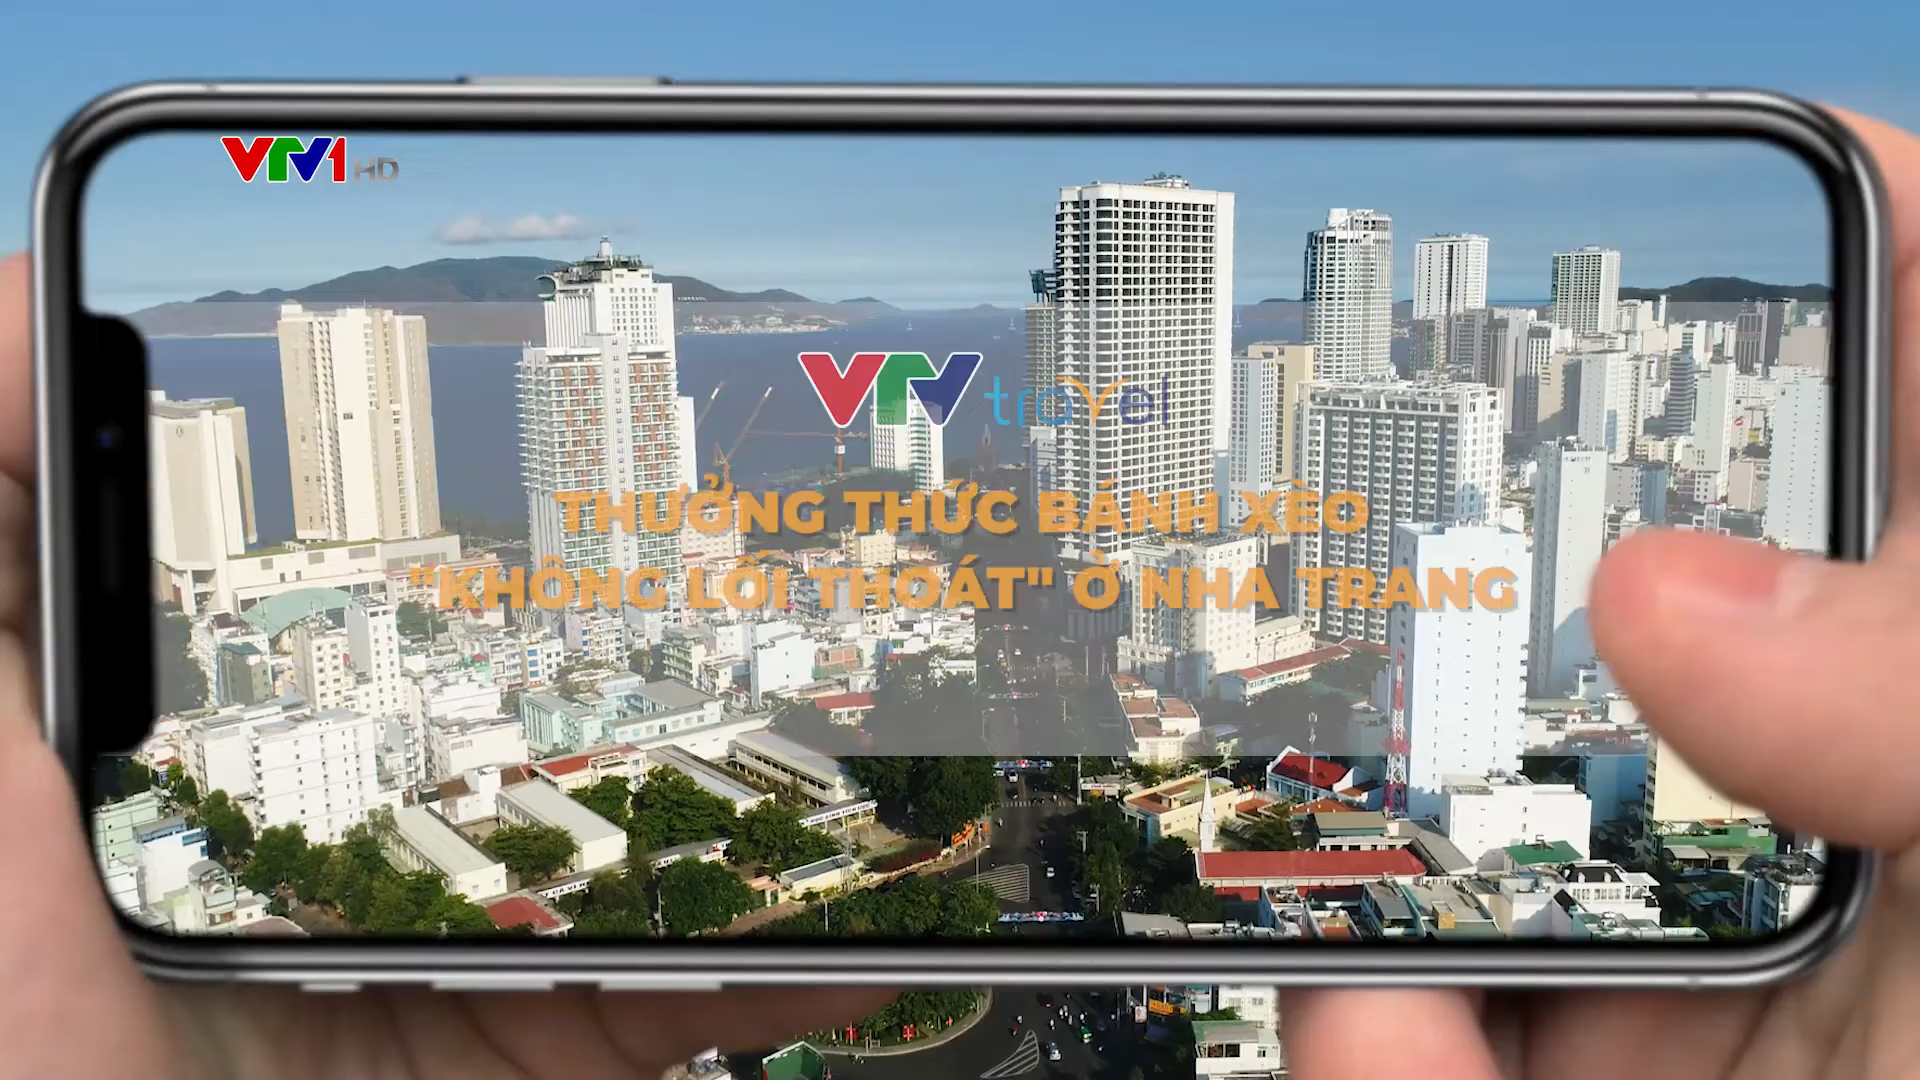 VTV1 HD
VTV travel
THƯỞNG THỨC BÁNH XÈO
"KHÔNG LỐI THOÁT" Ở NHA TRANG